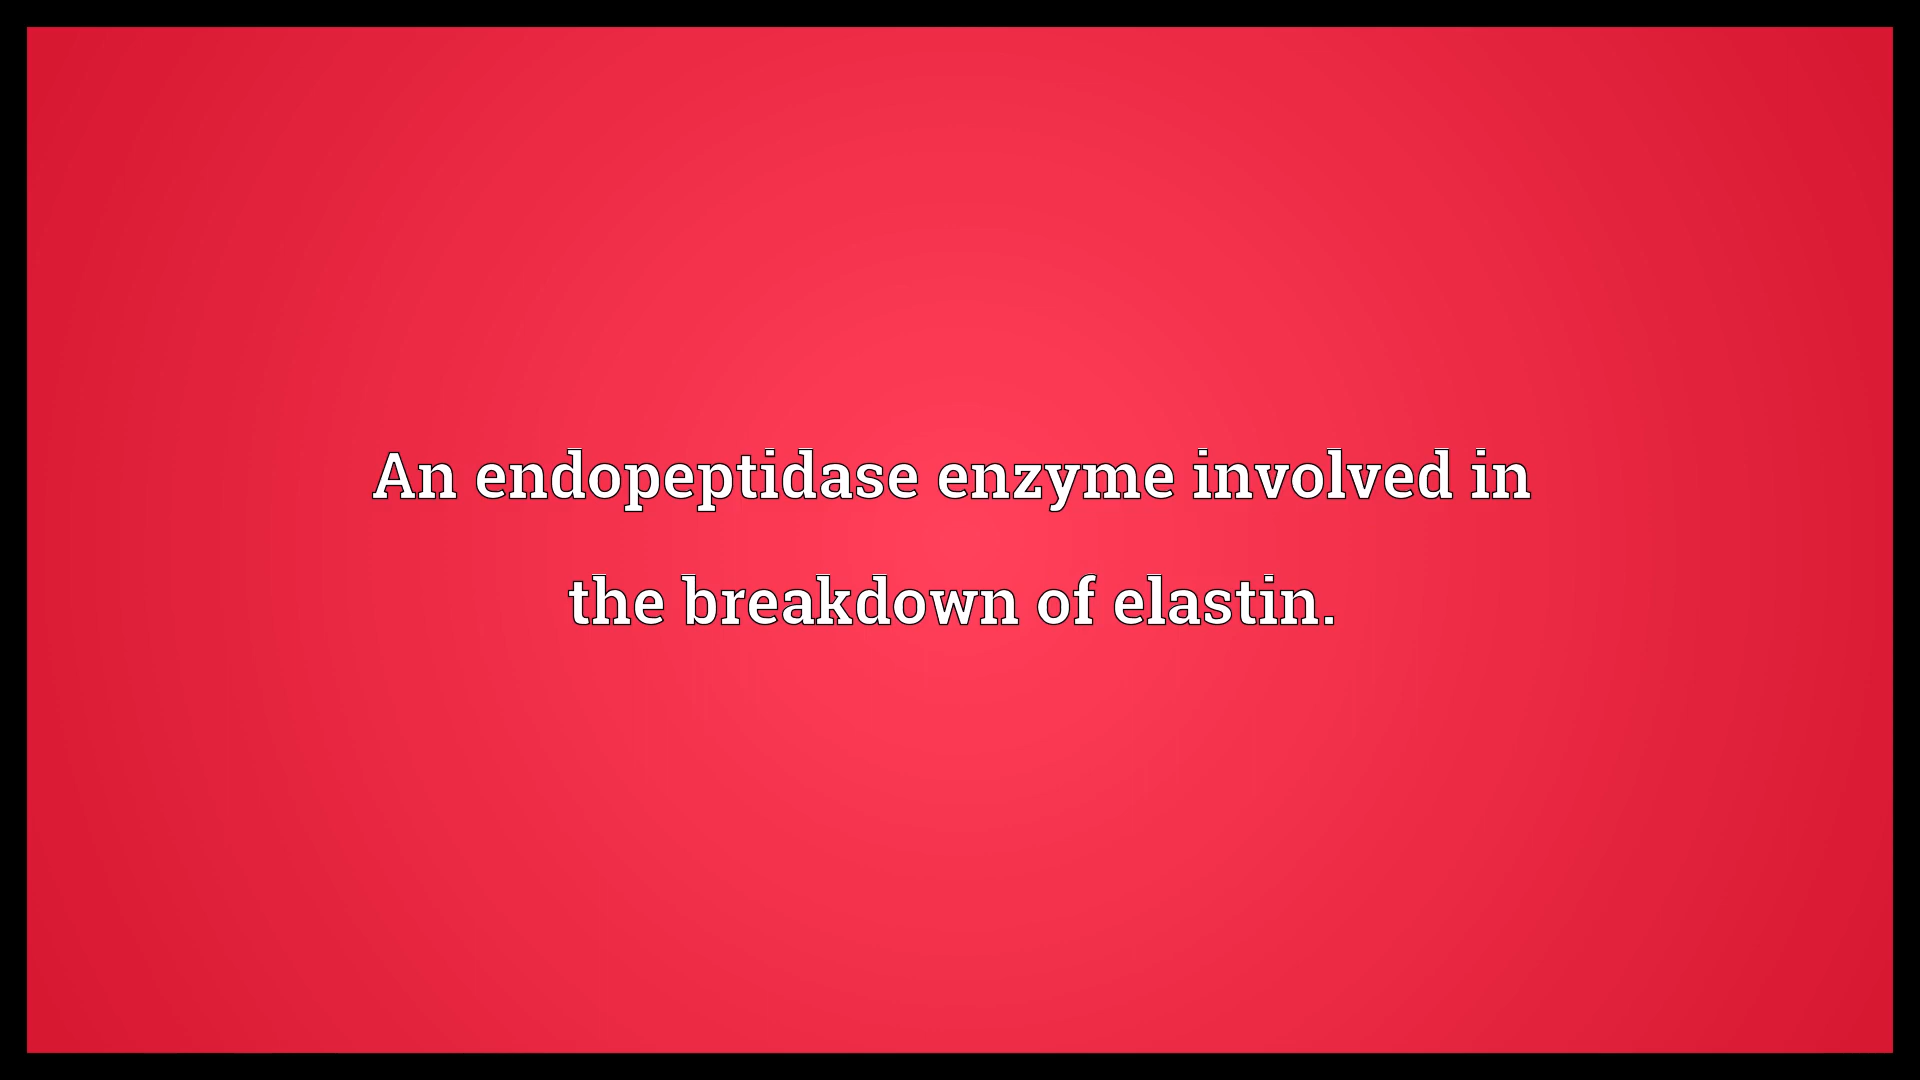 An endopeptidase enzyme involved in
the breakdown of elastin.